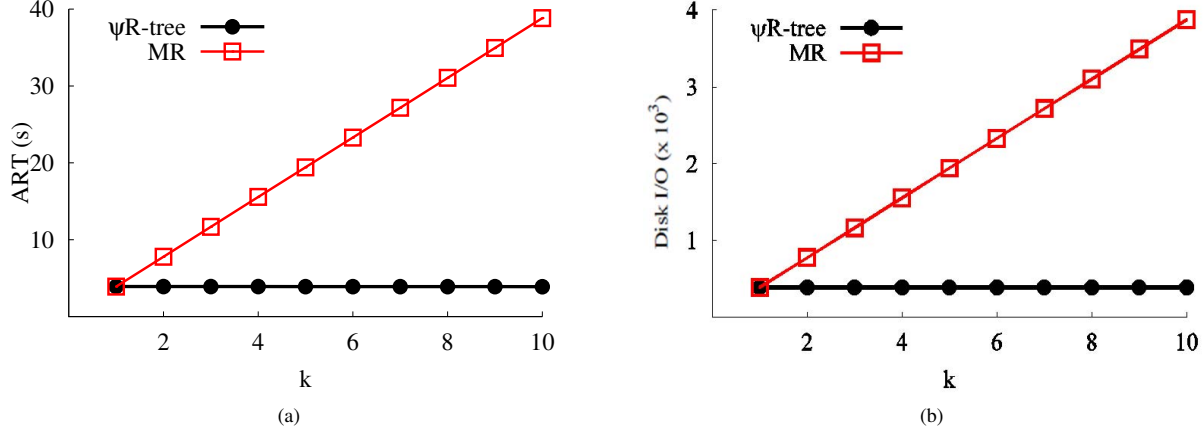 40
30
20
10
ART (s)
ψR-tree
MR
2 4 6 8 10
k
(a)
4
3
2
1
Disk I/O (x 10³)
ψR-tree
MR
2 4 6 8 10
k
(b)